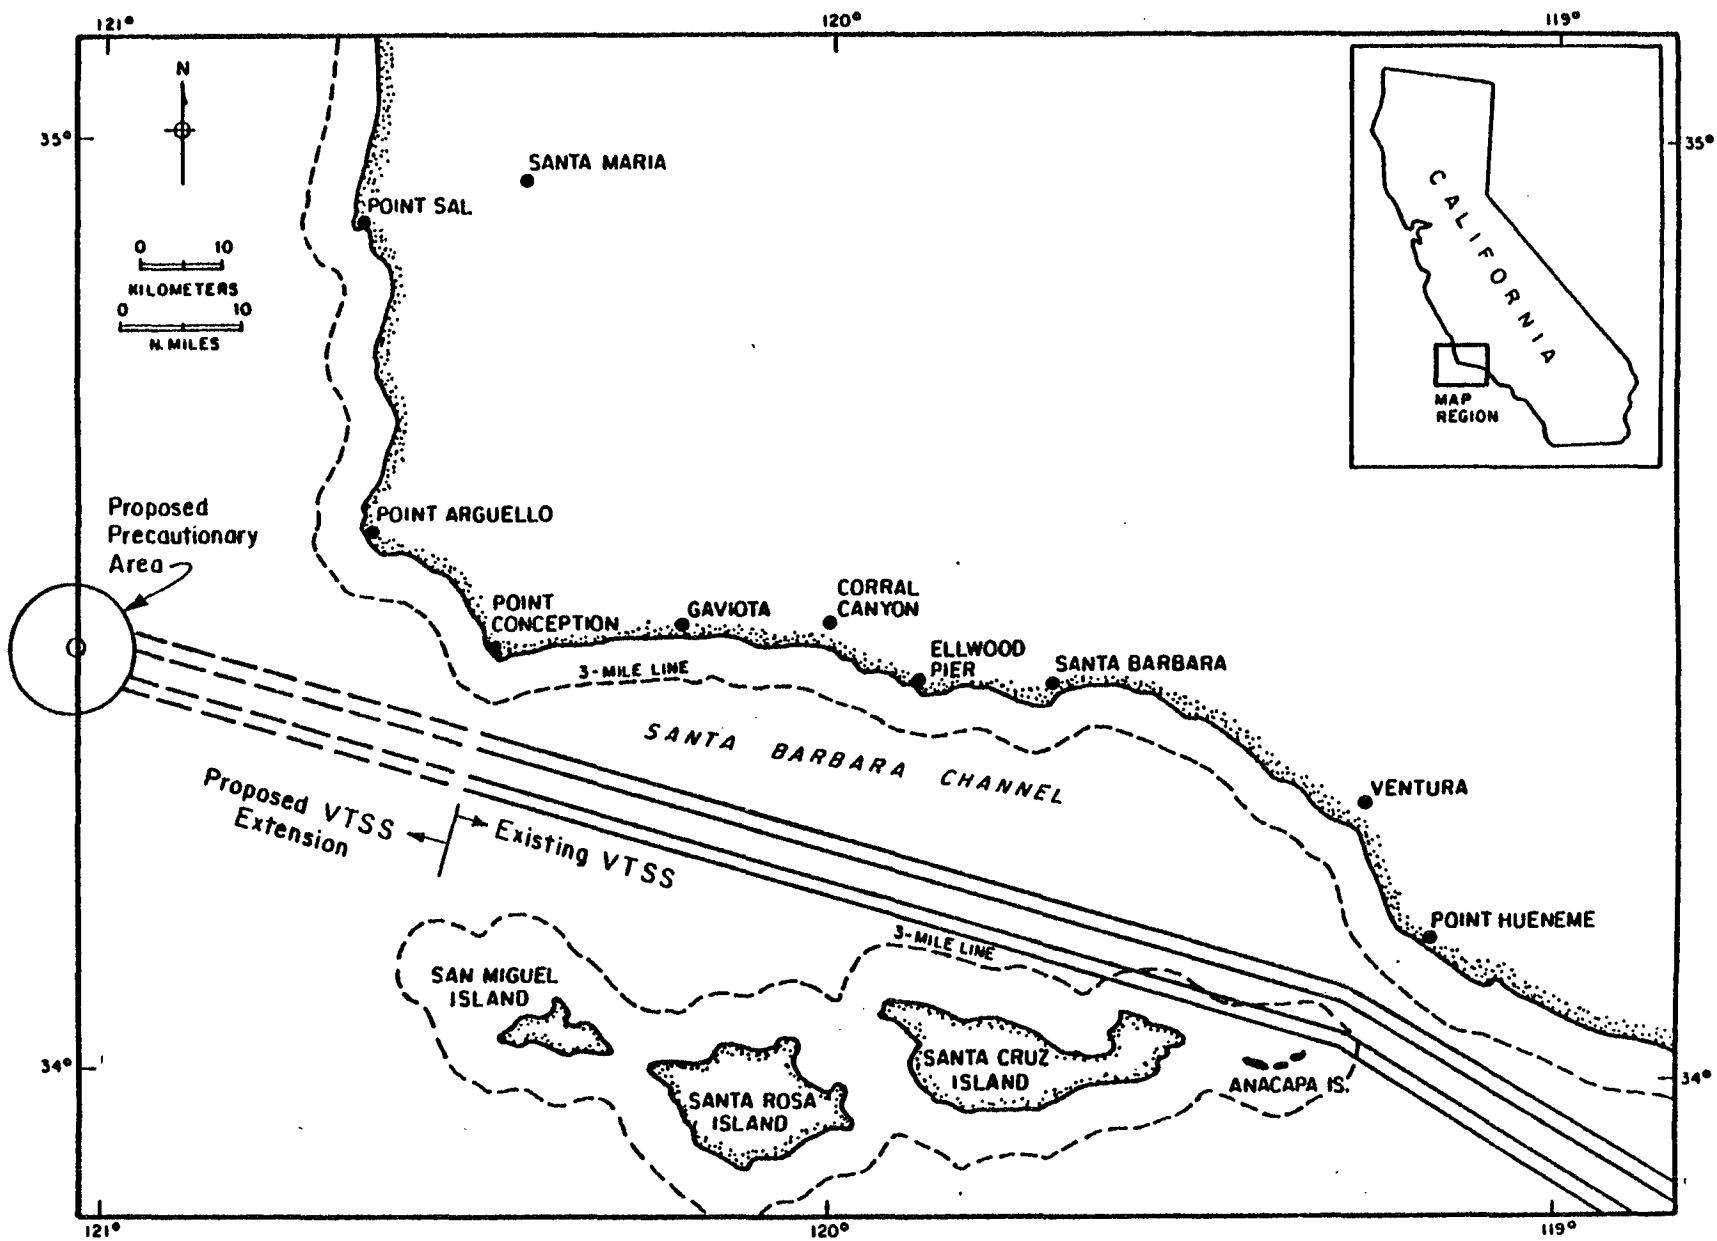 121°
120°
119°
N
35°
35°
SANTA MARIA
POINT SAL
0 10
KILOMETERS
0 10
N. MILES
CALIFORNIA
MAP
REGION
Proposed
Precautionary
Area
POINT ARGUELLO
POINT
CONCEPTION
GAVIOTA
CORRAL
CANYON
ELLWOOD
PIER
SANTA BARBARA
3-MILE LINE
SANTA BARBARA CHANNEL
VENTURA
Proposed VTSS
Extension
Existing VTSS
POINT HUENEME
3-MILE LINE
SAN MIGUEL
ISLAND
SANTA CRUZ
ISLAND
SANTA ROSA
ISLAND
ANACAPA IS.
34°
34°
121°
120°
119°